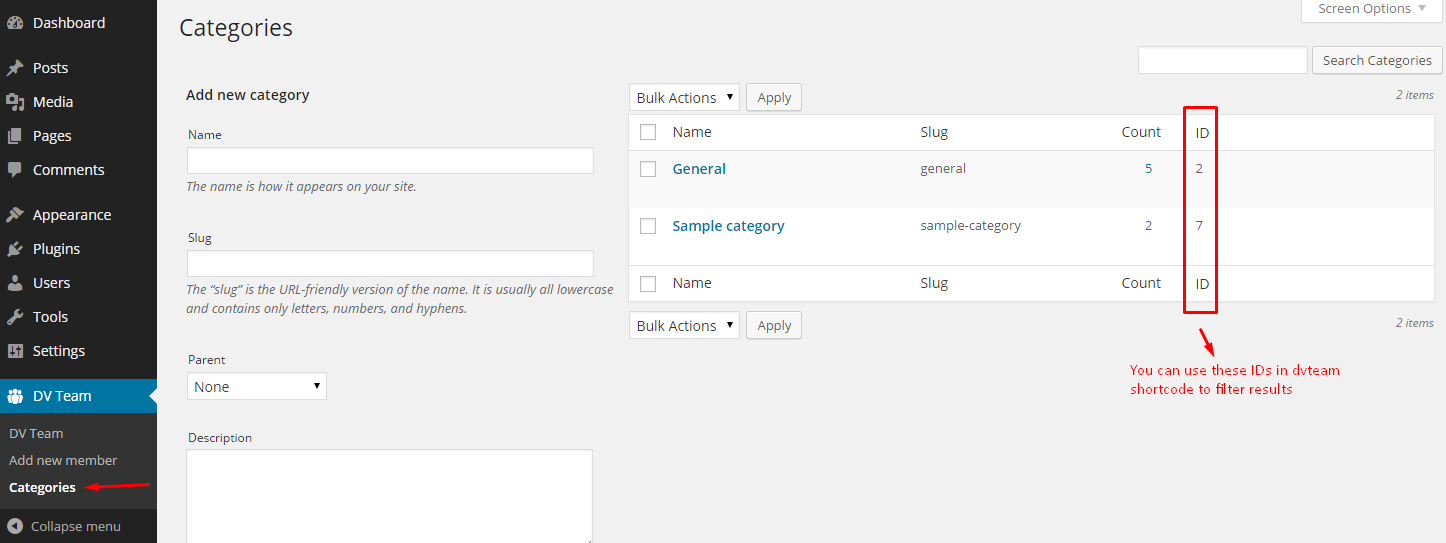 Dashboard
Posts
Media
Pages
Comments
Appearance
Plugins
Users
Tools
Settings
DV Team
DV Team
Add new member
Categories
Collapse menu
Categories
Screen Options
Search Categories
Add new category
Name
The name is how it appears on your site.
Slug
The “slug” is the URL-friendly version of the name. It is usually all lowercase
and contains only letters, numbers, and hyphens.
Parent
None
Description
Bulk Actions Apply 2 items
Name Slug Count ID
General general 5 2
Sample category sample-category 2 7
Name Slug Count ID
Bulk Actions Apply 2 items
You can use these IDs in dvteam
shortcode to filter results